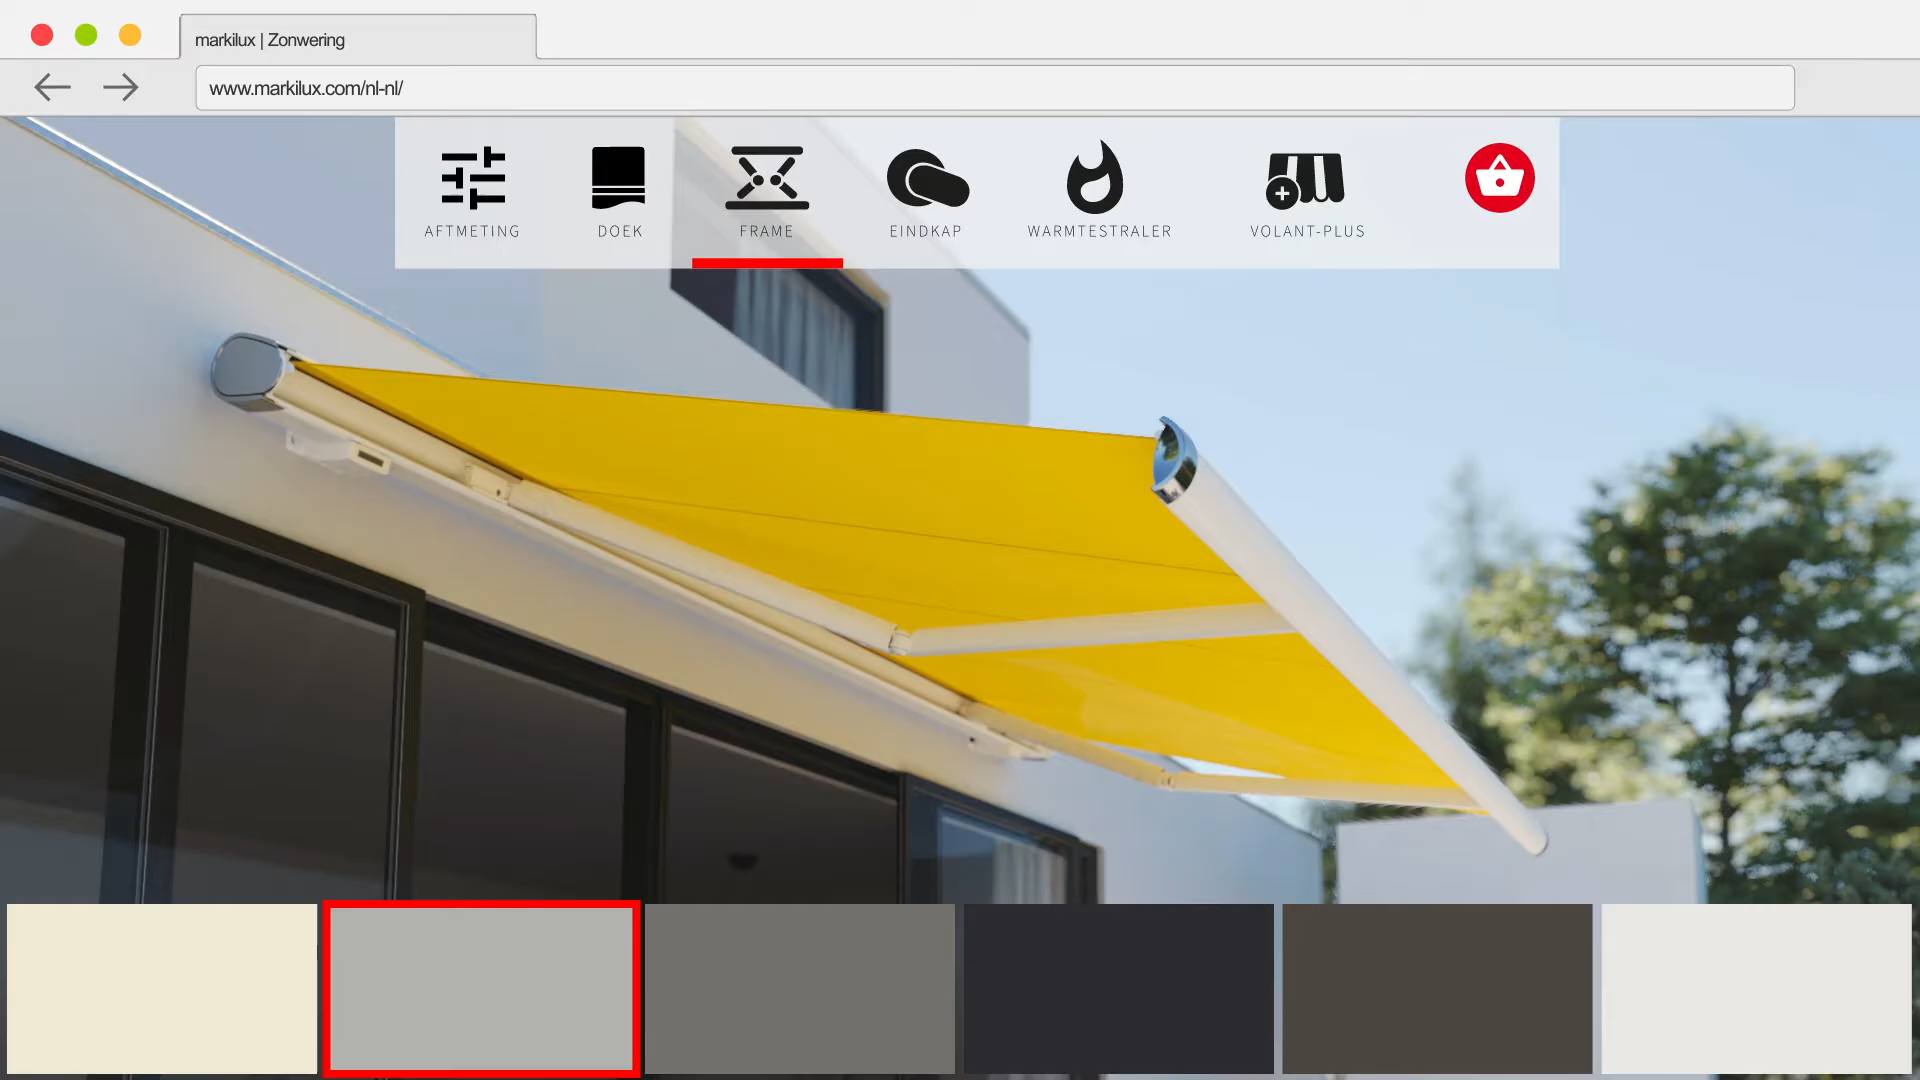 markilux | Zonwering
www.markilux.com/nl-nl/
AFTMETING
DOEK
FRAME
EINDKAP
WARMTESTRALER
VOLANT-PLUS